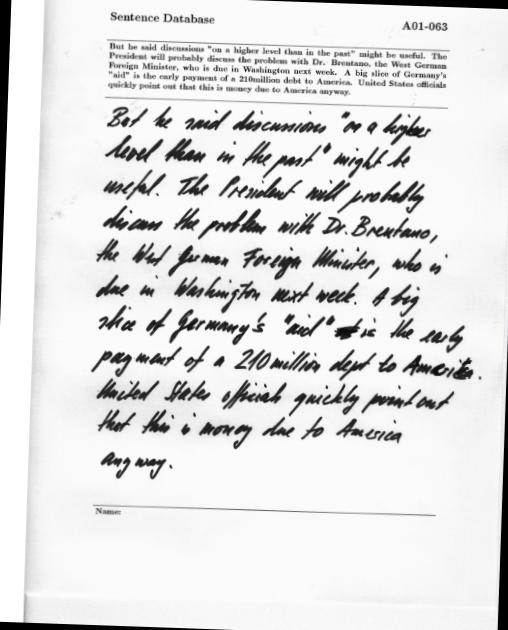 Sentence Database
A01-063
But he said discussions "on a higher level than in the past" might be useful. The
President will probably discuss the problem with Dr. Brentano, the West German
Foreign Minister, who is due in Washington next week. A big slice of Germany's
"aid" is the early payment of a 210million debt to America. United States officials
quickly point out that this is money due to America anyway.
But he said discussions "on a higher
level than in the past" might be
useful. The President will probably
discuss the problem with Dr. Brentano,
the West German Foreign Minister, who is
due in Washington next week. A big
slice of Germany's "aid" is the early
payment of a 210 million dept to America.
United States officials quickly point out
that this is money due to America
anyway.
Name: